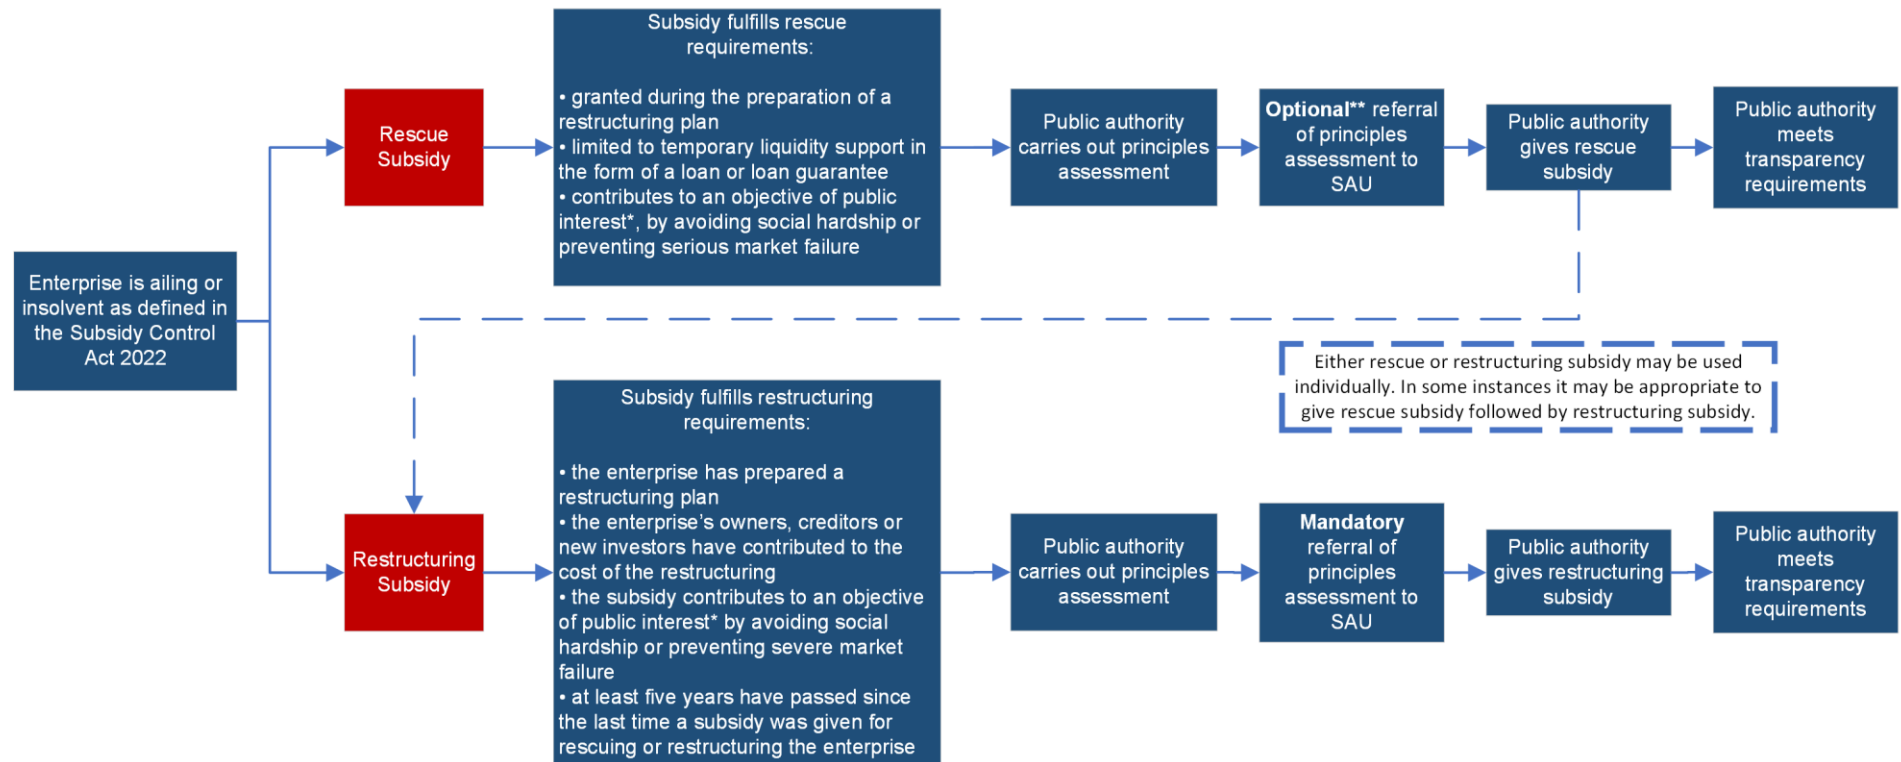 Enterprise is ailing or
insolvent as defined in
the Subsidy Control
Act 2022
Rescue
Subsidy
Subsidy fulfills rescue
requirements:
• granted during the preparation of a
restructuring plan
• limited to temporary liquidity support in
the form of a loan or loan guarantee
• contributes to an objective of public
interest*, by avoiding social hardship or
preventing serious market failure
Public authority
carries out principles
assessment
Optional** referral
of principles
assessment to
SAU
Public authority
gives rescue
subsidy
Public authority
meets
transparency
requirements
Either rescue or restructuring subsidy may be used
individually. In some instances it may be appropriate to
give rescue subsidy followed by restructuring subsidy.
Restructuring
Subsidy
Subsidy fulfills restructuring
requirements:
• the enterprise has prepared a
restructuring plan
• the enterprise’s owners, creditors or
new investors have contributed to the
cost of the restructuring
• the subsidy contributes to an objective
of public interest* by avoiding social
hardship or preventing severe market
failure
• at least five years have passed since
the last time a subsidy was given for
rescuing or restructuring the enterprise
Public authority
carries out principles
assessment
Mandatory
referral of
principles
assessment to
SAU
Public authority
gives restructuring
subsidy
Public authority
meets
transparency
requirements